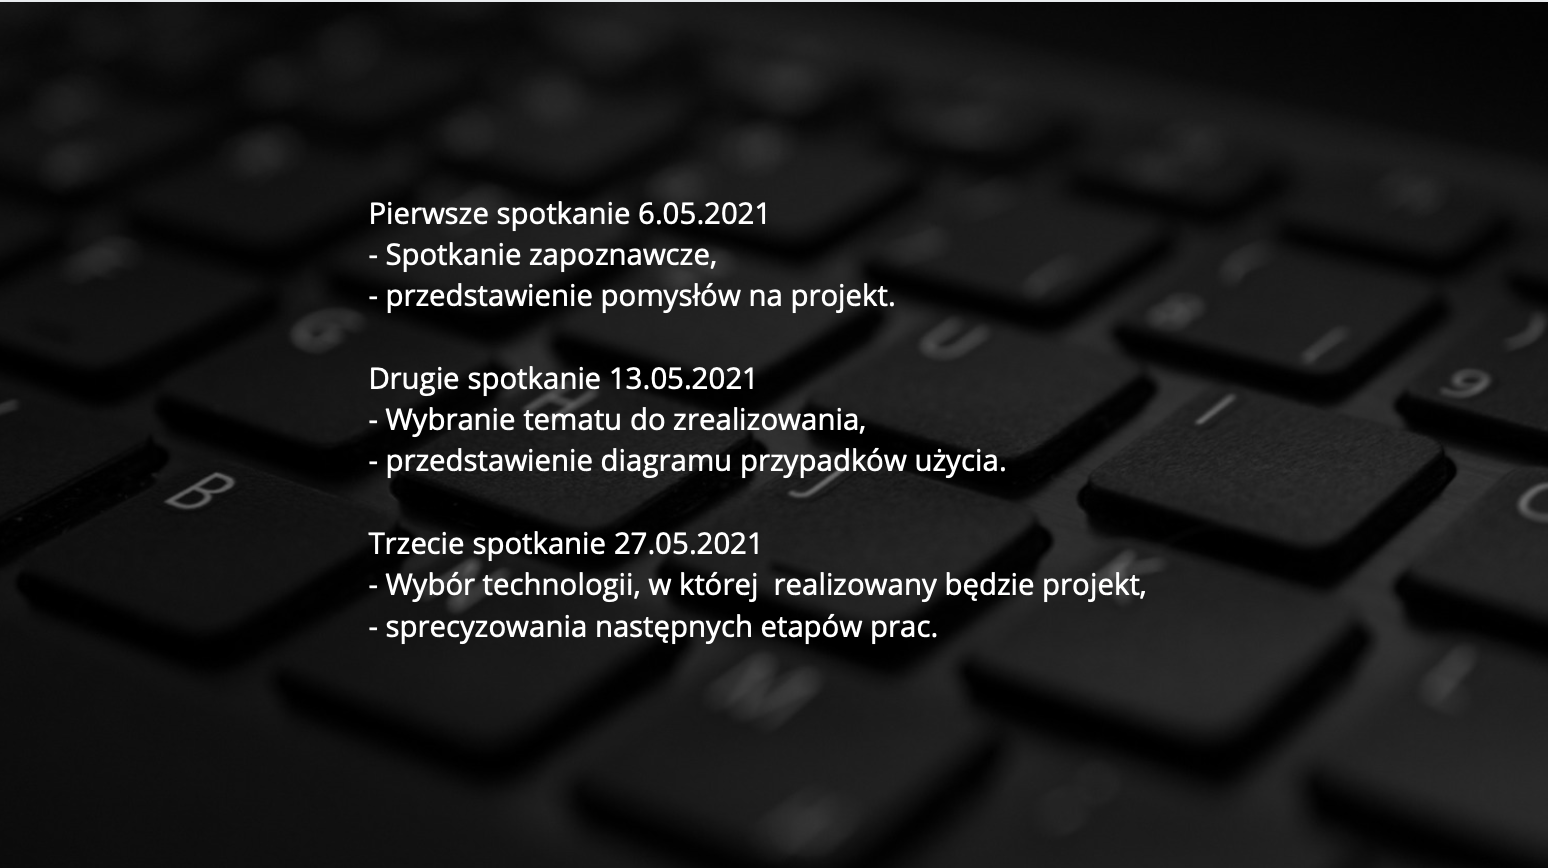 Pierwsze spotkanie 6.05.2021
- Spotkanie zapoznawcze,
- przedstawienie pomysłów na projekt.
Drugie spotkanie 13.05.2021
- Wybranie tematu do zrealizowania,
- przedstawienie diagramu przypadków użycia.
Trzecie spotkanie 27.05.2021
- Wybór technologii, w której  realizowany będzie projekt,
- sprecyzowania następnych etapów prac.
G
U
8
9
H
I
B
J
K
N
M